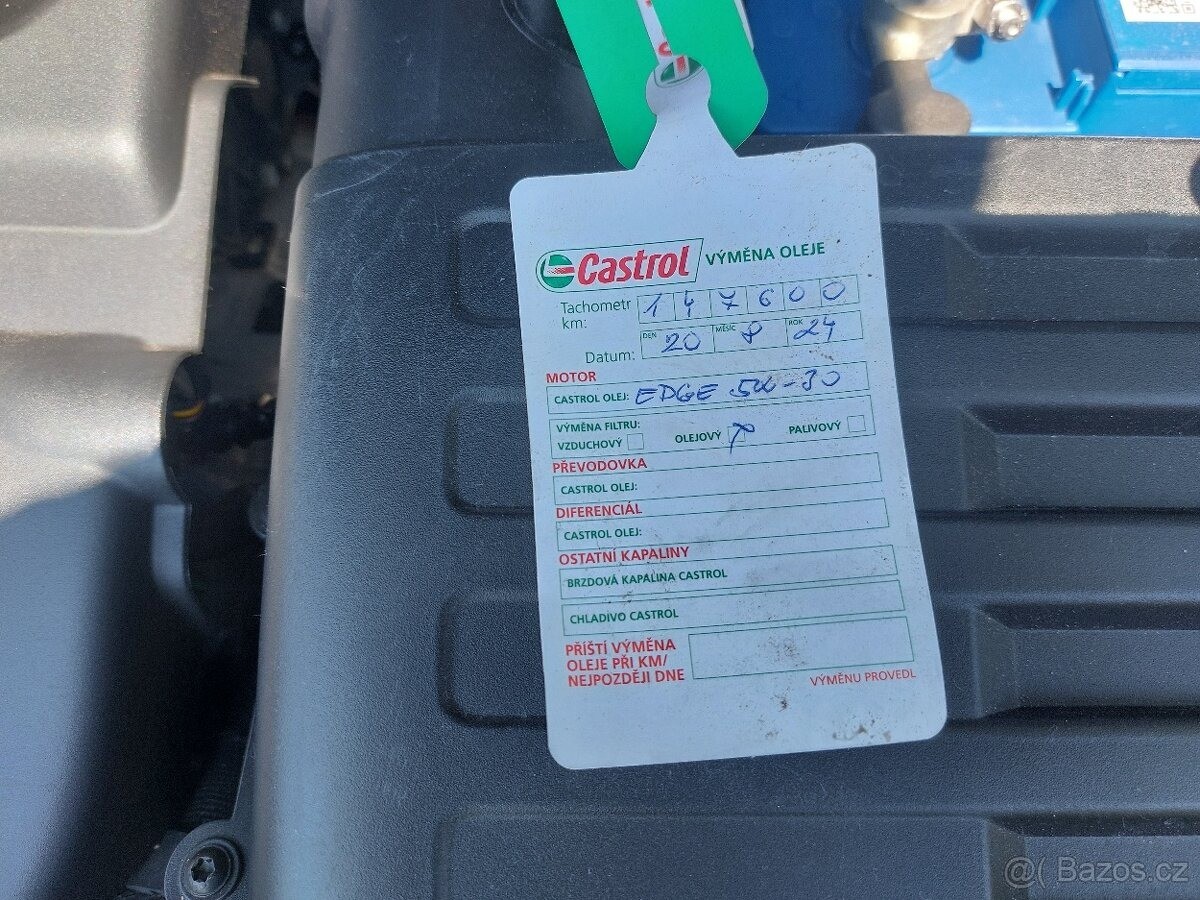 Castrol VÝMĚNA OLEJE
Tachometr km: 147600
Datum: DEN 20 MĚSÍC 8 ROK 24
MOTOR
CASTROL OLEJ: EDGE 5W-30
VÝMĚNA FILTRU:
VZDUCHOVÝ OLEJOVÝ PALIVOVÝ
PŘEVODOVKA
CASTROL OLEJ:
DIFERENCIÁL
CASTROL OLEJ:
OSTATNÍ KAPALINY
BRZDOVÁ KAPALINA CASTROL
CHLADIVO CASTROL
PŘÍŠTÍ VÝMĚNA
OLEJE PŘI KM/
NEJPOZDĚJI DNE
VÝMĚNU PROVEDL
@( Bazos.cz